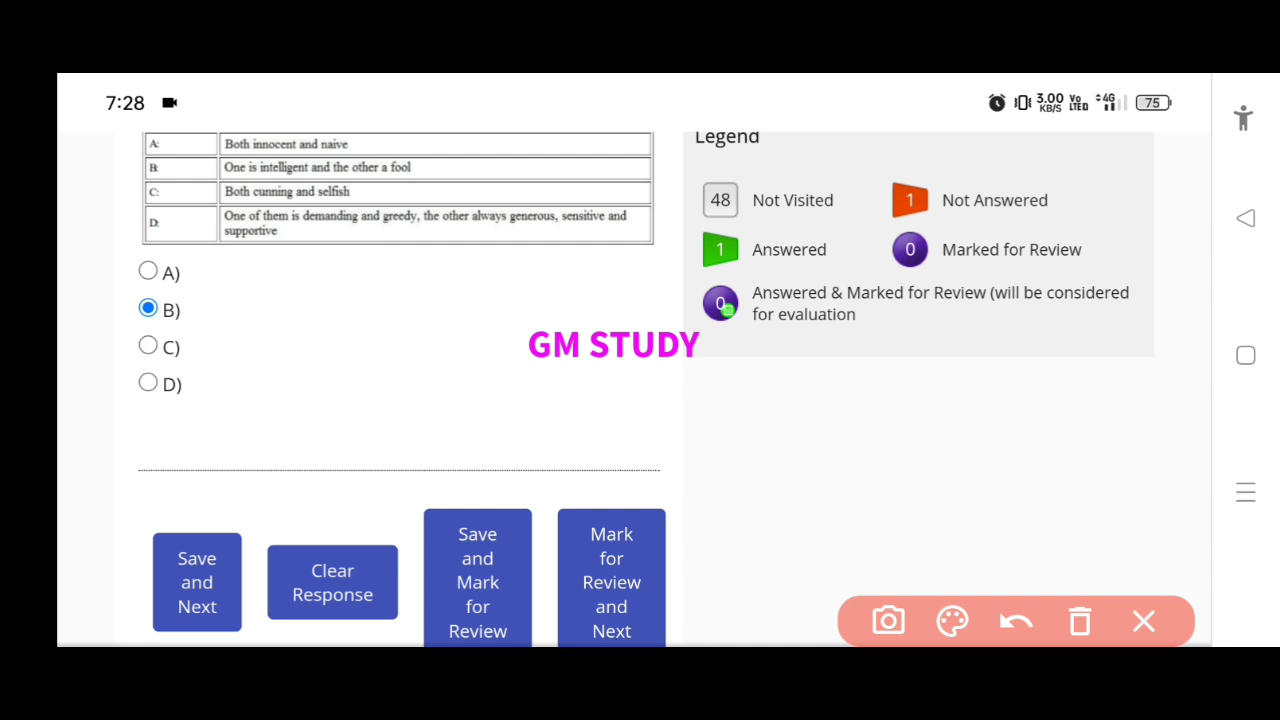 7:28
3.00 KB/S Vo LTE 4G 75
A: Both innocent and naive
B: One is intelligent and the other a fool
C: Both cunning and selfish
D: One of them is demanding and greedy, the other always generous, sensitive and
supportive
A)
B)
C)
D)
Legend
48 Not Visited
1 Not Answered
1 Answered
0 Marked for Review
0 Answered & Marked for Review (will be considered
for evaluation
GM STUDY
Save
and
Next
Clear
Response
Save
and
Mark
for
Review
Mark
for
Review
and
Next